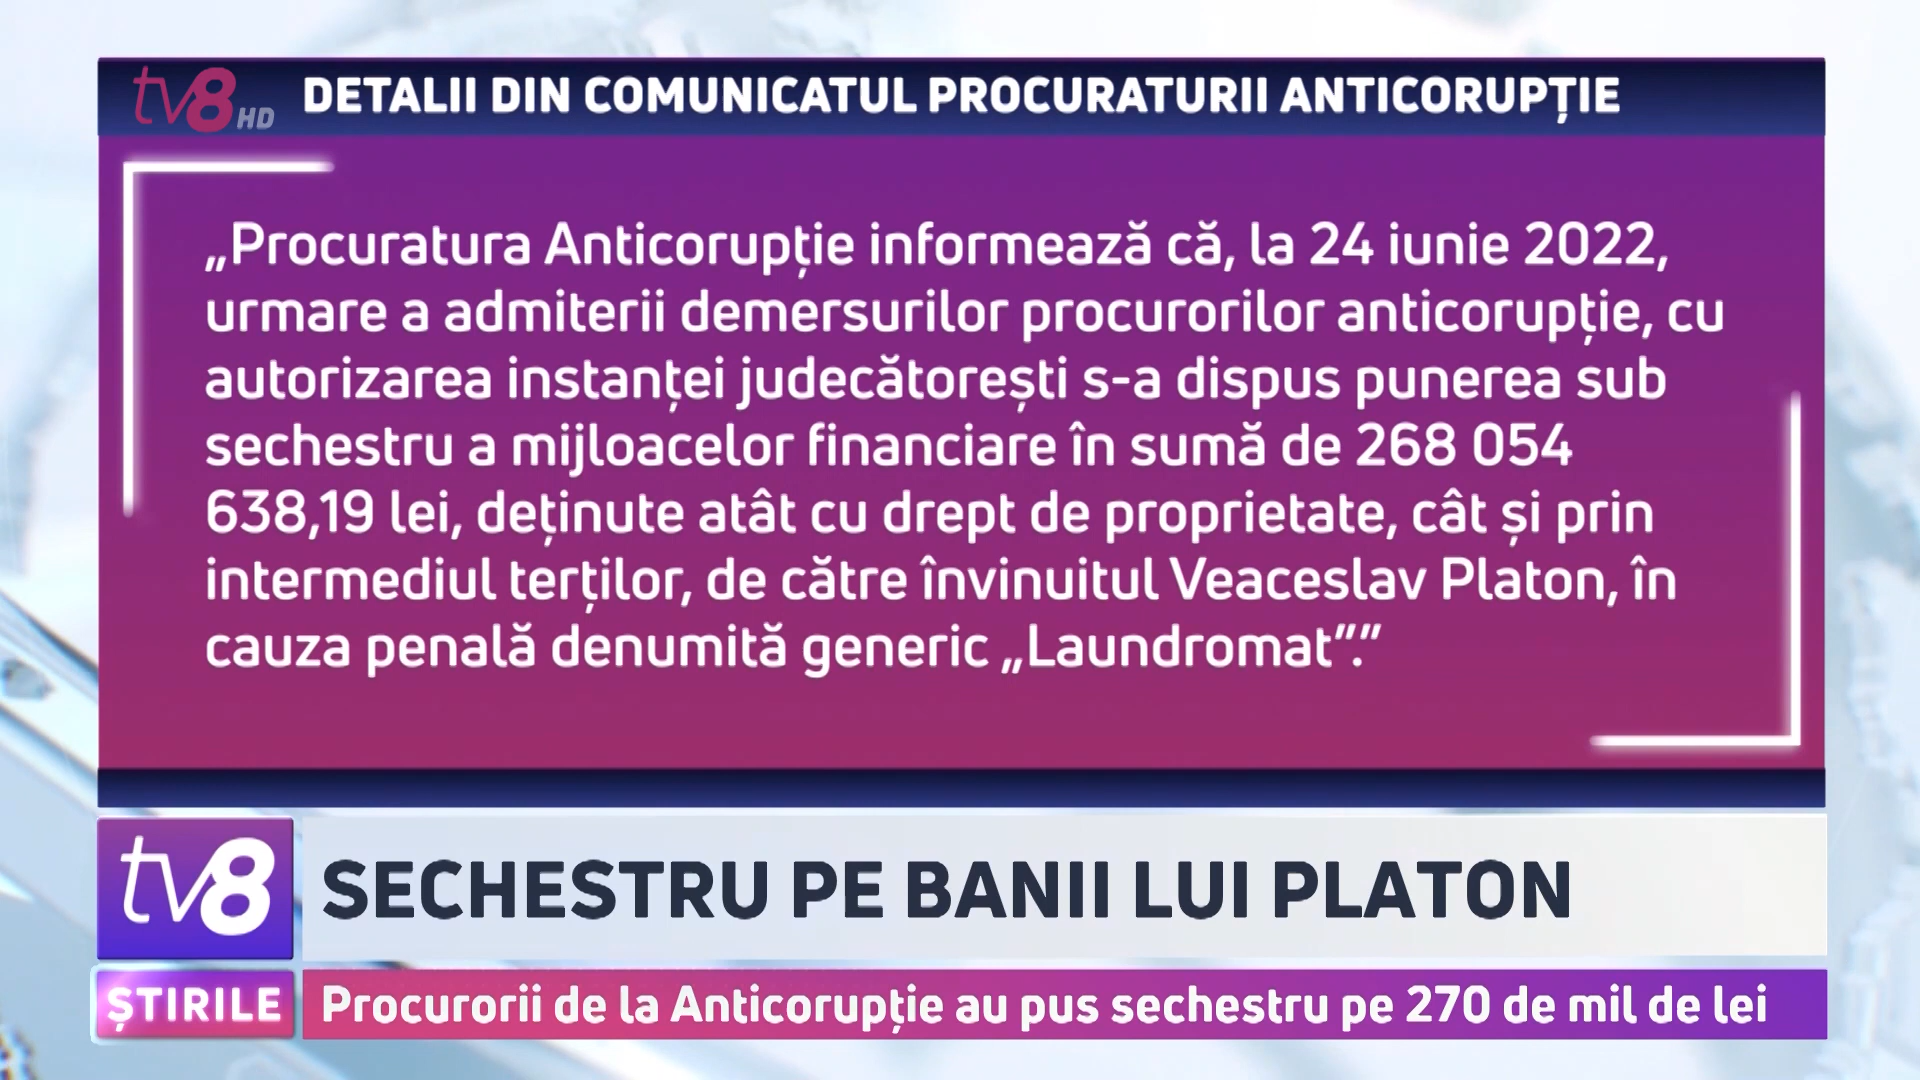 tv8 HD
DETALII DIN COMUNICATUL PROCURATURII ANTICORUPȚIE
„Procuratura Anticorupție informează că, la 24 iunie 2022,
urmare a admiterii demersurilor procurorilor anticorupție, cu
autorizarea instanței judecătorești s-a dispus punerea sub
sechestru a mijloacelor financiare în sumă de 268 054
638,19 lei, deținute atât cu drept de proprietate, cât și prin
intermediul terților, de către învinuitul Veaceslav Platon, în
cauza penală denumită generic „Laundromat”.”
tv8
SECHESTRU PE BANII LUI PLATON
ȘTIRILE
Procurorii de la Anticorupție au pus sechestru pe 270 de mil de lei